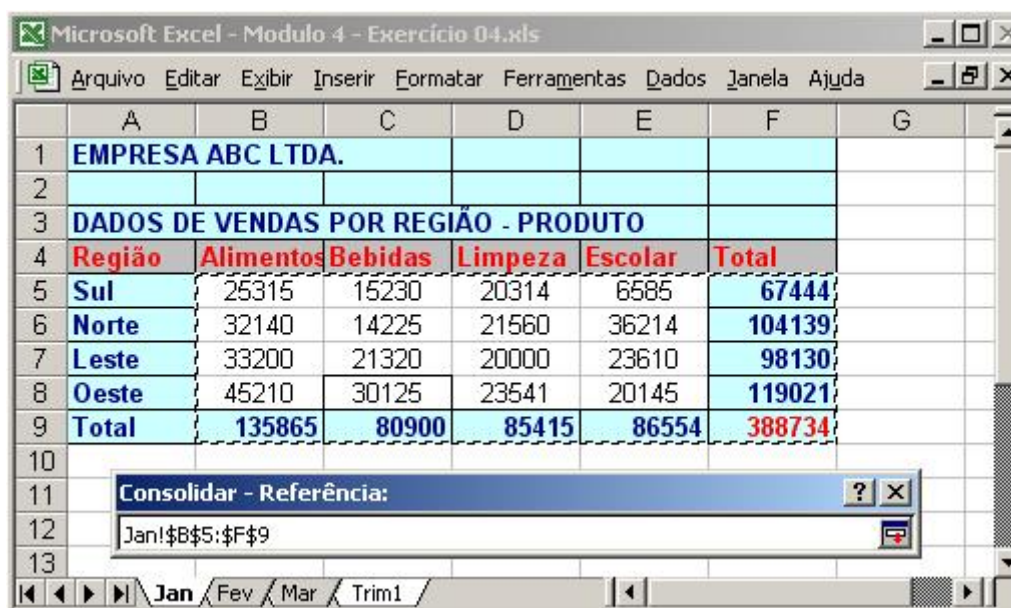 Microsoft Excel - Modulo 4 - Exercício 04.xls
Arquivo Editar Exibir Inserir Formatar Ferramentas Dados Janela Ajuda
A B C D E F G
1 EMPRESA ABC LTDA.
2
3 DADOS DE VENDAS POR REGIÃO - PRODUTO
4 Região Alimentos Bebidas Limpeza Escolar Total
5 Sul 25315 15230 20314 6585 67444
6 Norte 32140 14225 21560 36214 104139
7 Leste 33200 21320 20000 23610 98130
8 Oeste 45210 30125 23541 20145 119021
9 Total 135865 80900 85415 86554 388734
10
11 Consolidar - Referência:
12 Jan!$B$5:$F$9
13
Jan Fev Mar Trim1